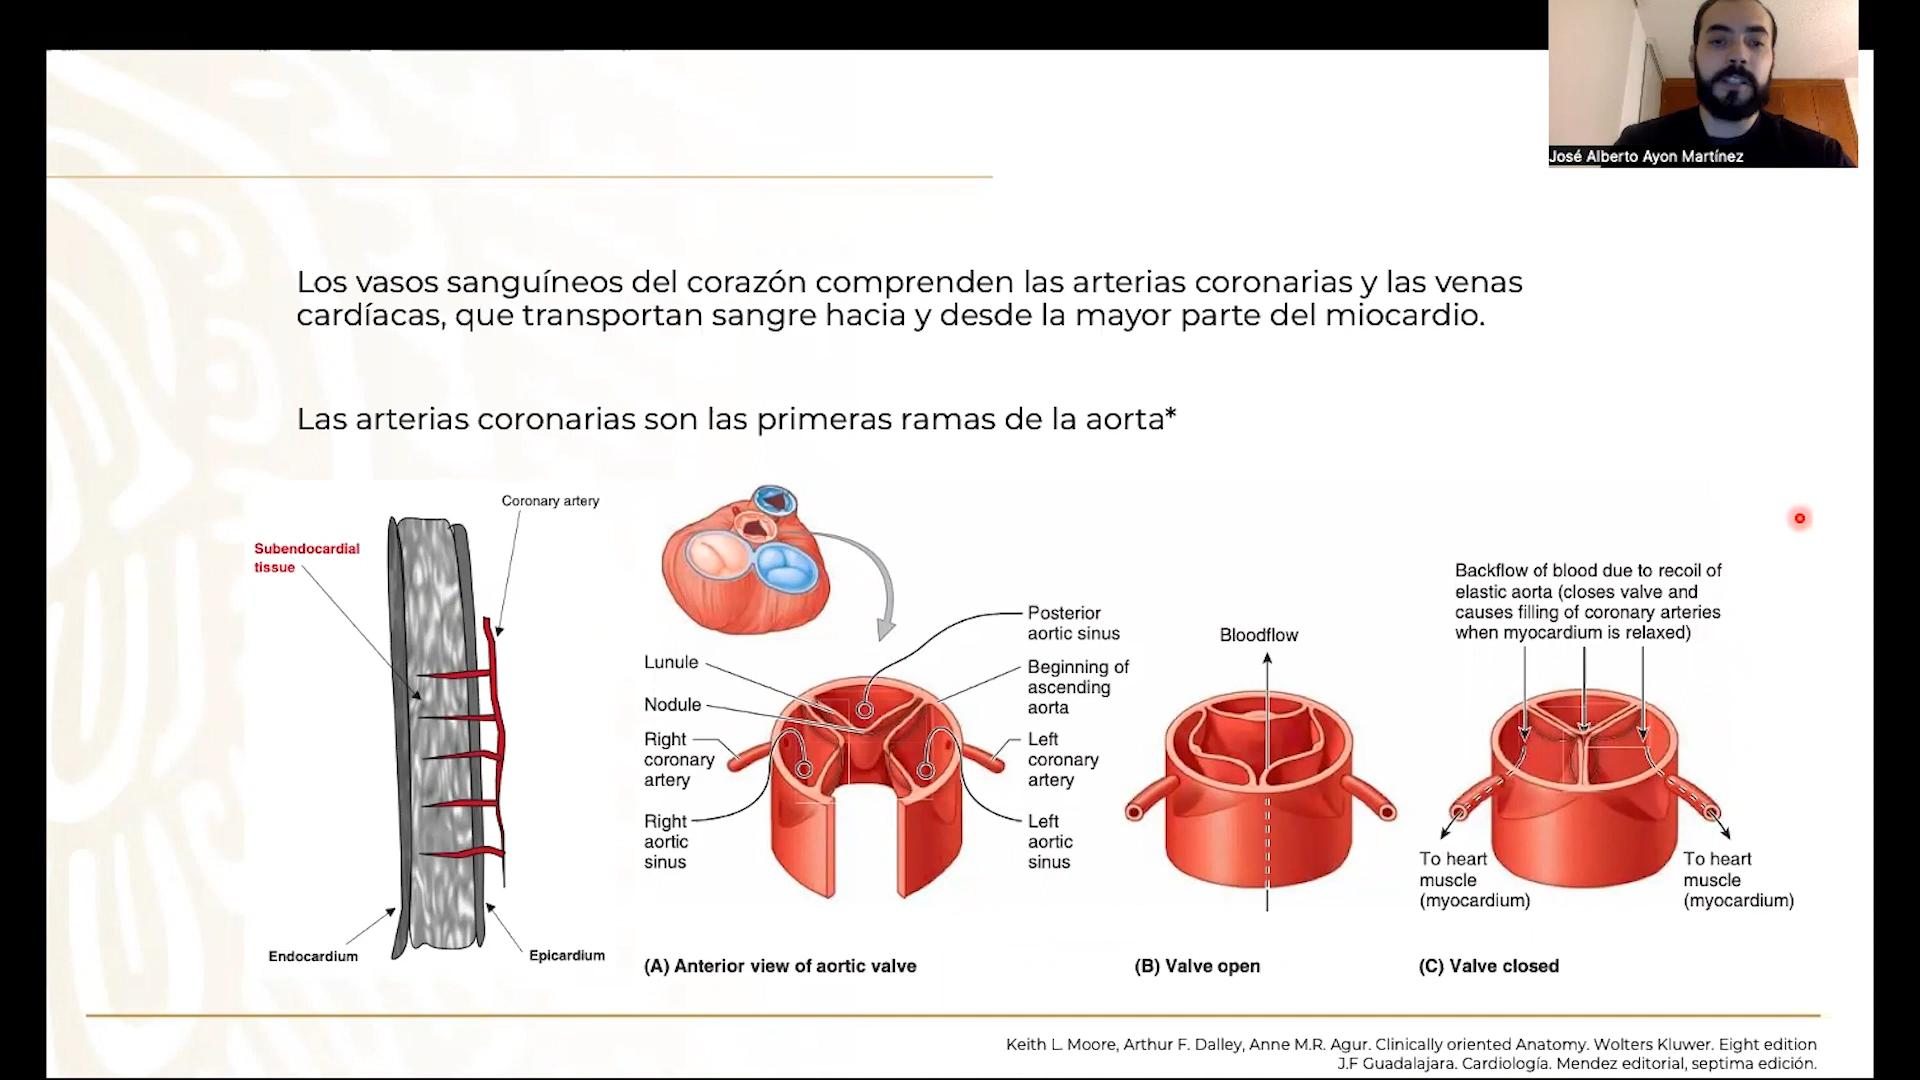 José Alberto Ayon Martínez
Los vasos sanguíneos del corazón comprenden las arterias coronarias y las venas
cardíacas, que transportan sangre hacia y desde la mayor parte del miocardio.
Las arterias coronarias son las primeras ramas de la aorta*
Coronary artery
Subendocardial
tissue
Endocardium
Epicardium
Posterior
aortic sinus
Lunule
Beginning of
ascending
aorta
Nodule
Right
coronary
artery
Left
coronary
artery
Right
aortic
sinus
Left
aortic
sinus
(A) Anterior view of aortic valve
Bloodflow
(B) Valve open
Backflow of blood due to recoil of
elastic aorta (closes valve and
causes filling of coronary arteries
when myocardium is relaxed)
To heart
muscle
(myocardium)
To heart
muscle
(myocardium)
(C) Valve closed
Keith L. Moore, Arthur F. Dalley, Anne M.R. Agur. Clinically oriented Anatomy. Wolters Kluwer. Eight edition
J.F Guadalajara. Cardiología. Mendez editorial, septima edición.